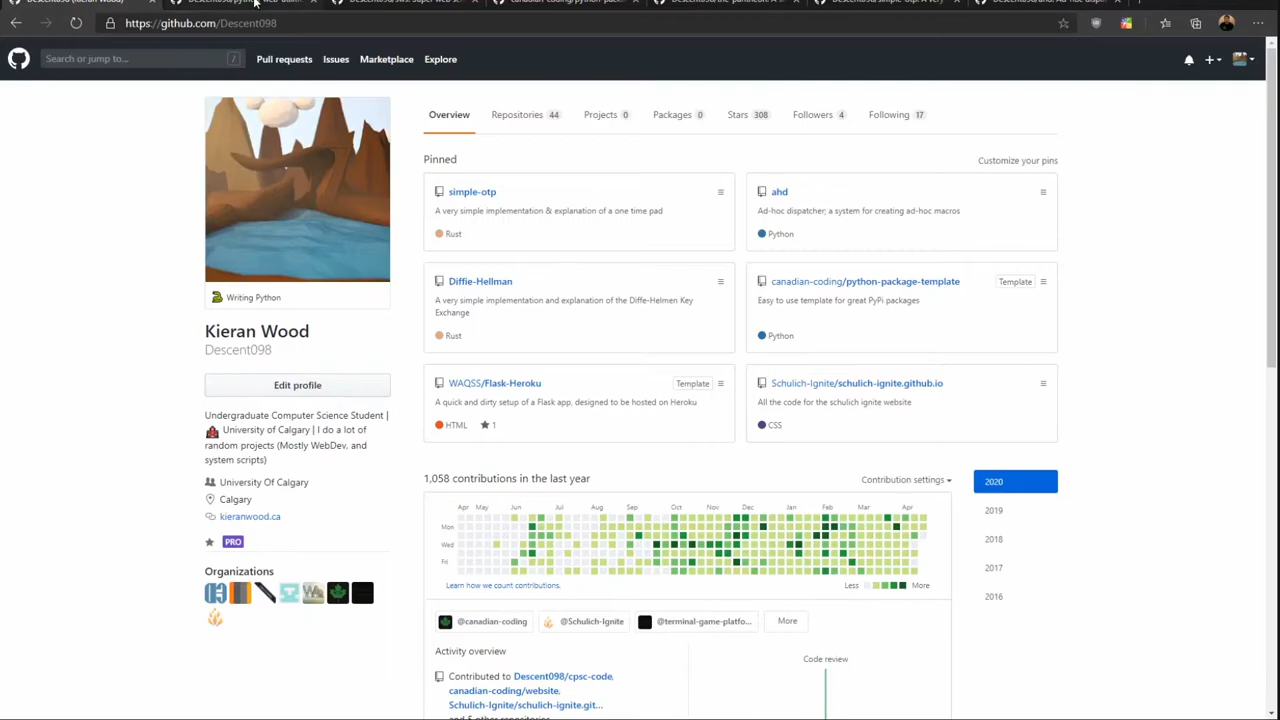 https://github.com/Descent098
Search or jump to...
/
Pull requests Issues Marketplace Explore
Overview Repositories 44 Projects 0 Packages 0 Stars 308 Followers 4 Following 17
Pinned
Customize your pins
simple-otp
A very simple implementation & explanation of a one time pad
Rust
ahd
Ad-hoc dispatcher; a system for creating ad-hoc macros
Python
Diffie-Hellman
A very simple implementation and explanation of the Diffe-Helmen Key
Exchange
Rust
canadian-coding/python-package-template
Template
Easy to use template for great PyPi packages
Python
WAQSS/Flask-Heroku
Template
A quick and dirty setup of a Flask app, designed to be hosted on Heroku
HTML 1
Schulich-Ignite/schulich-ignite.github.io
All the code for the schulich ignite website
CSS
Writing Python
Kieran Wood
Descent098
Edit profile
Undergraduate Computer Science Student |
University of Calgary | I do a lot of
random projects (Mostly WebDev, and
system scripts)
University Of Calgary
Calgary
kieranwood.ca
PRO
Organizations
1,058 contributions in the last year
Contribution settings
Apr May Jun Jul Aug Sep Oct Nov Dec Jan Feb Mar Apr
Mon
Wed
Fri
Learn how we count contributions.
Less More
2020
2019
2018
2017
2016
@canadian-coding @Schulich-Ignite @terminal-game-platfo... More
Activity overview
Contributed to Descent098/cpsc-code,
canadian-coding/website,
Schulich-Ignite/schulich-ignite.git...
and 5 other repositories
Code review